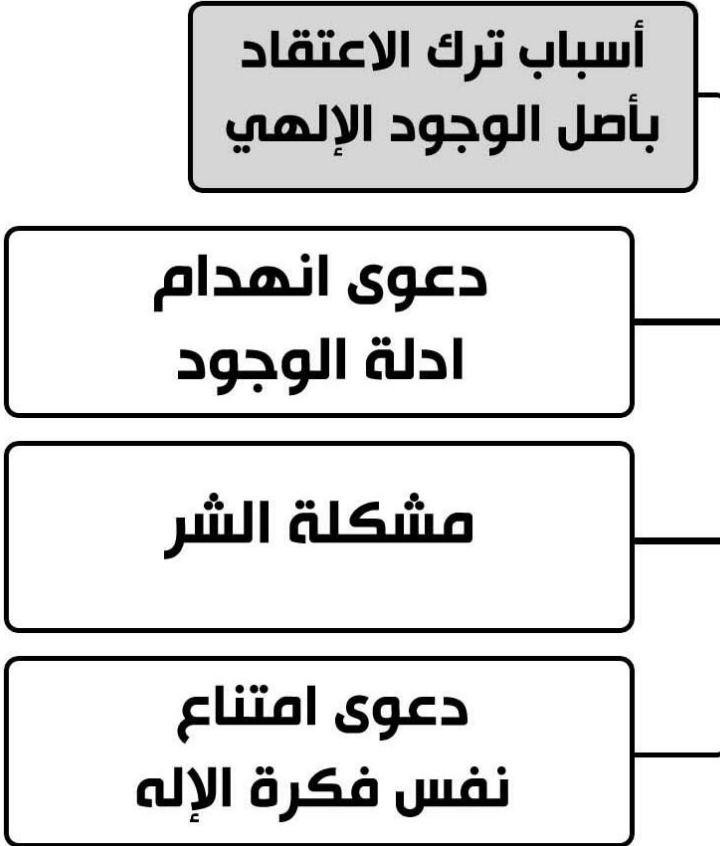 أسباب ترك الاعتقاد
بأصل الوجود الإلهي
دعوى انهدام
ادلة الوجود
مشكلة الشر
دعوى امتناع
نفس فكرة الإله